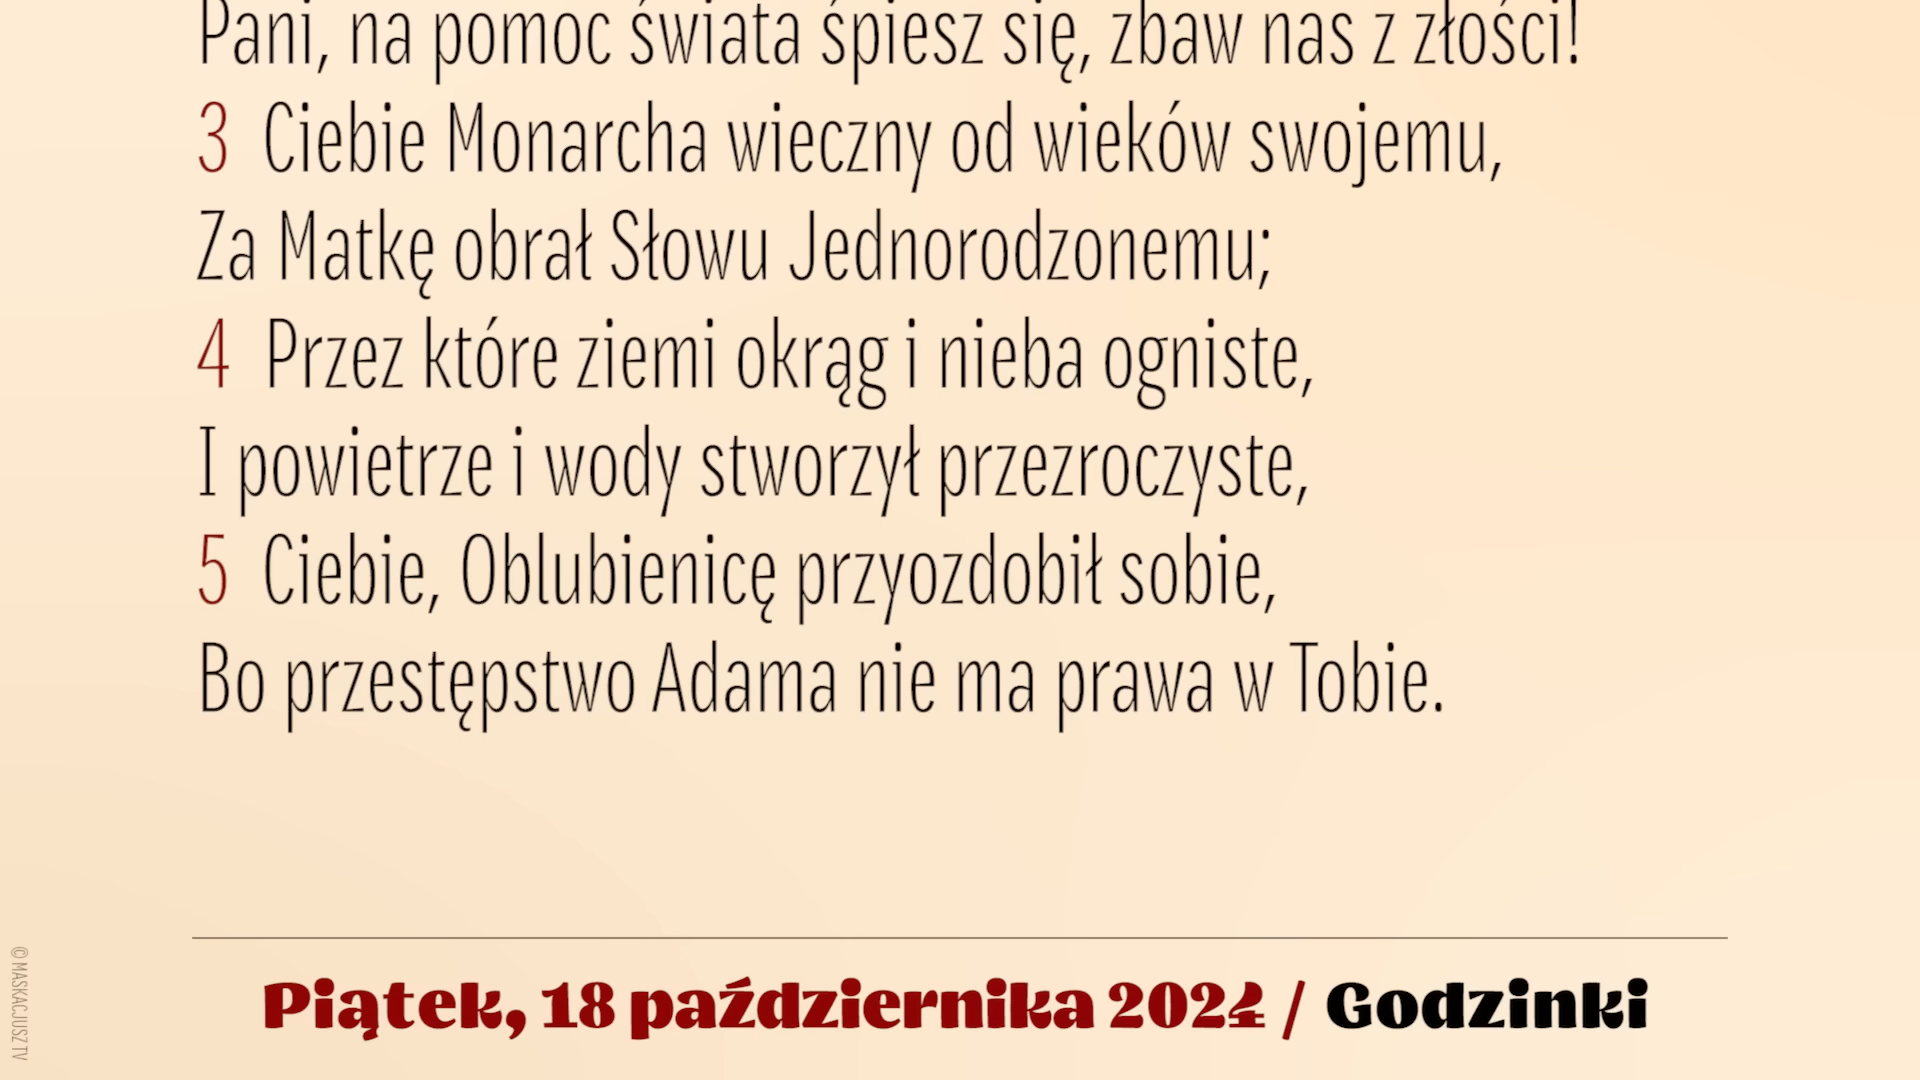 Pani, na pomoc świata śpiesz się, zbaw nas z złości!
3 Ciebie Monarcha wieczny od wieków swojemu,
Za Matkę obrał Słowu Jednorodzonemu;
4 Przez które ziemi okrąg i nieba ogniste,
I powietrze i wody stworzył przezroczyste,
5 Ciebie, Oblubienicę przyozdobił sobie,
Bo przestępstwo Adama nie ma prawa w Tobie.
Piątek, 18 października 2024 / Godzinki
© MASKACJUSZ TV